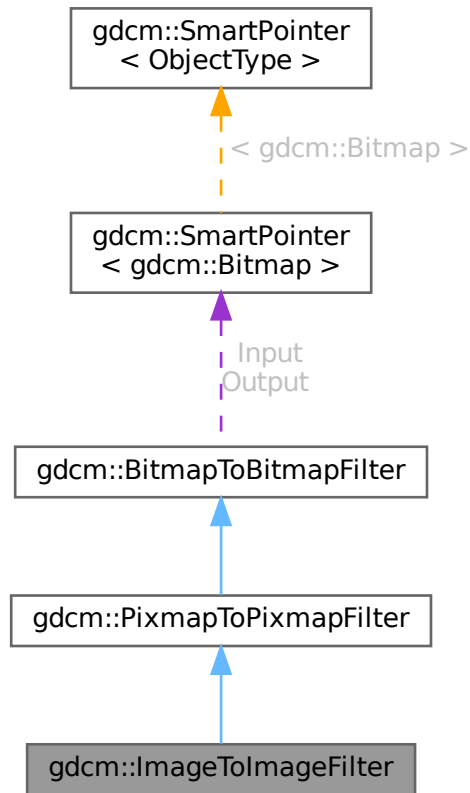 gdcm::SmartPointer
< ObjectType >
< gdcm::Bitmap >
gdcm::SmartPointer
< gdcm::Bitmap >
Input
Output
gdcm::BitmapToBitmapFilter
gdcm::PixmapToPixmapFilter
gdcm::ImageToImageFilter